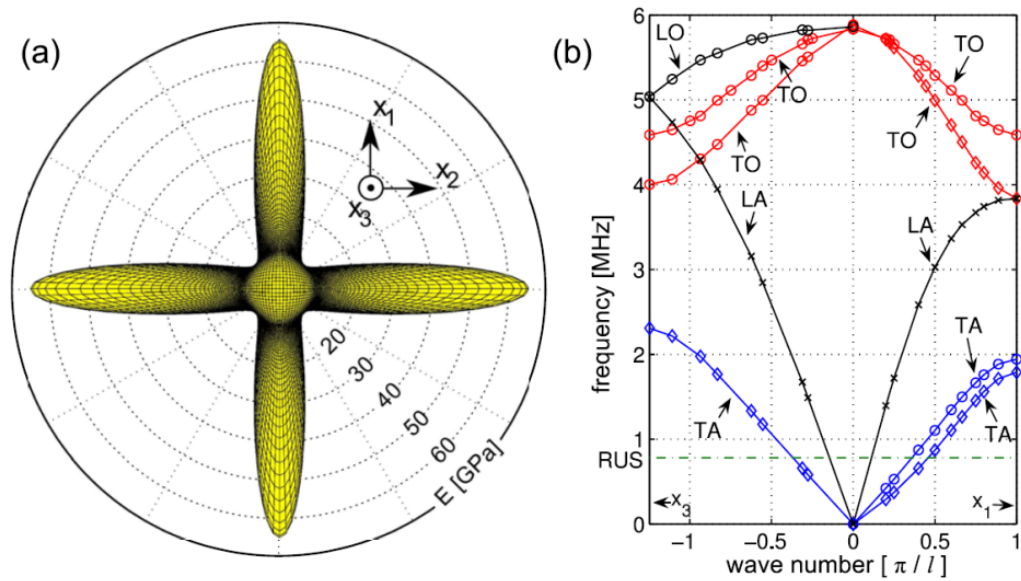 (a)
x1
x2
x3
20
30
40
50
60
E [GPa]
(b)
6
5
4
3
2
1
0
frequency [MHz]
RUS
LO
TO
TO
TO
TO
LA
LA
TA
TA
TA
x3
x1
−1
−0.5
0
0.5
1
wave number [ π / l ]